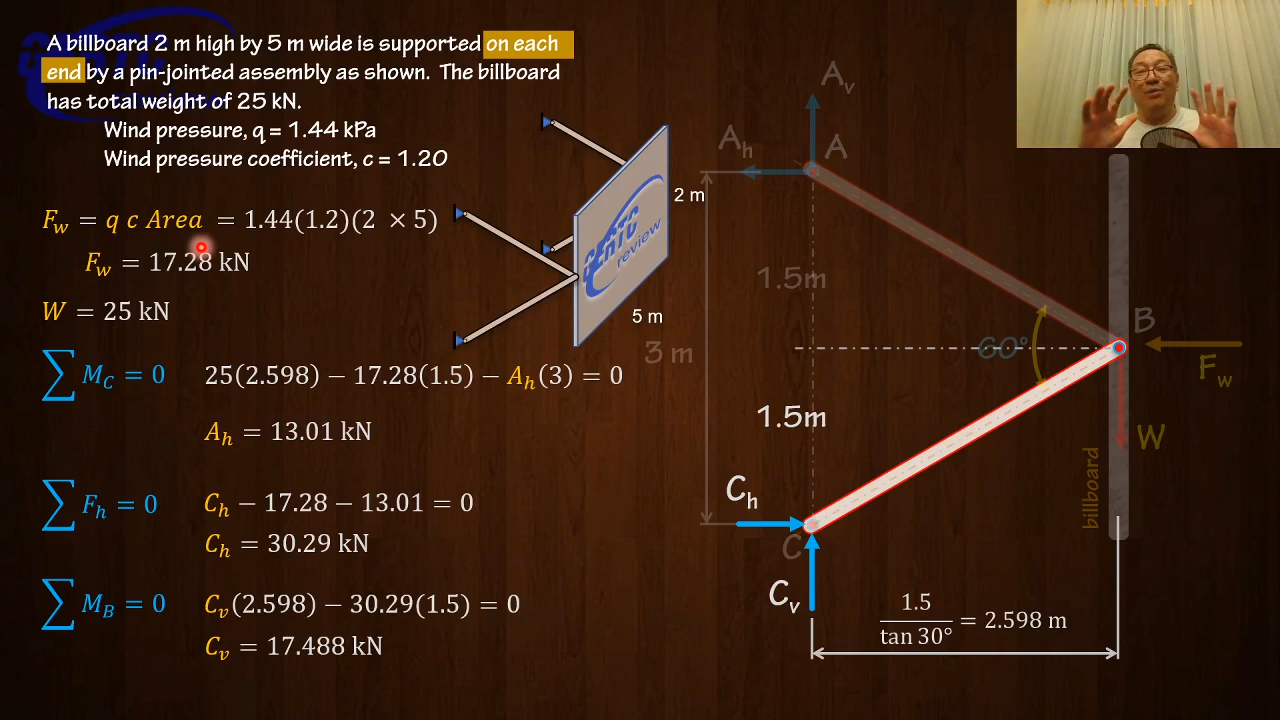 A billboard 2 m high by 5 m wide is supported on each
end by a pin-jointed assembly as shown. The billboard
has total weight of 25 kN.
Wind pressure, q = 1.44 kPa
Wind pressure coefficient, c = 1.20
F_w = q c Area = 1.44(1.2)(2 × 5)
F_w = 17.28 kN
W = 25 kN
∑ M_C = 0 25(2.598) − 17.28(1.5) − A_h(3) = 0
A_h = 13.01 kN
∑ F_h = 0 C_h − 17.28 − 13.01 = 0
C_h = 30.29 kN
∑ M_B = 0 C_v(2.598) − 30.29(1.5) = 0
C_v = 17.488 kN
2 m
5 m
CERTC
review
A_v
A_h
A
1.5m
3 m
60°
B
F_w
W
1.5m
billboard
C_h
C
C_v
1.5 / tan 30° = 2.598 m